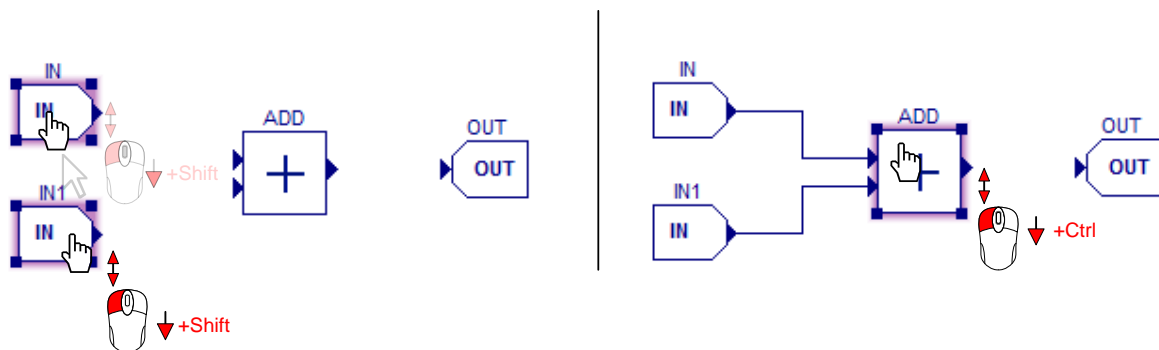 IN
IN
+Shift
IN1
IN
+Shift
ADD
OUT
OUT
IN
IN
IN1
IN
ADD
+Ctrl
OUT
OUT